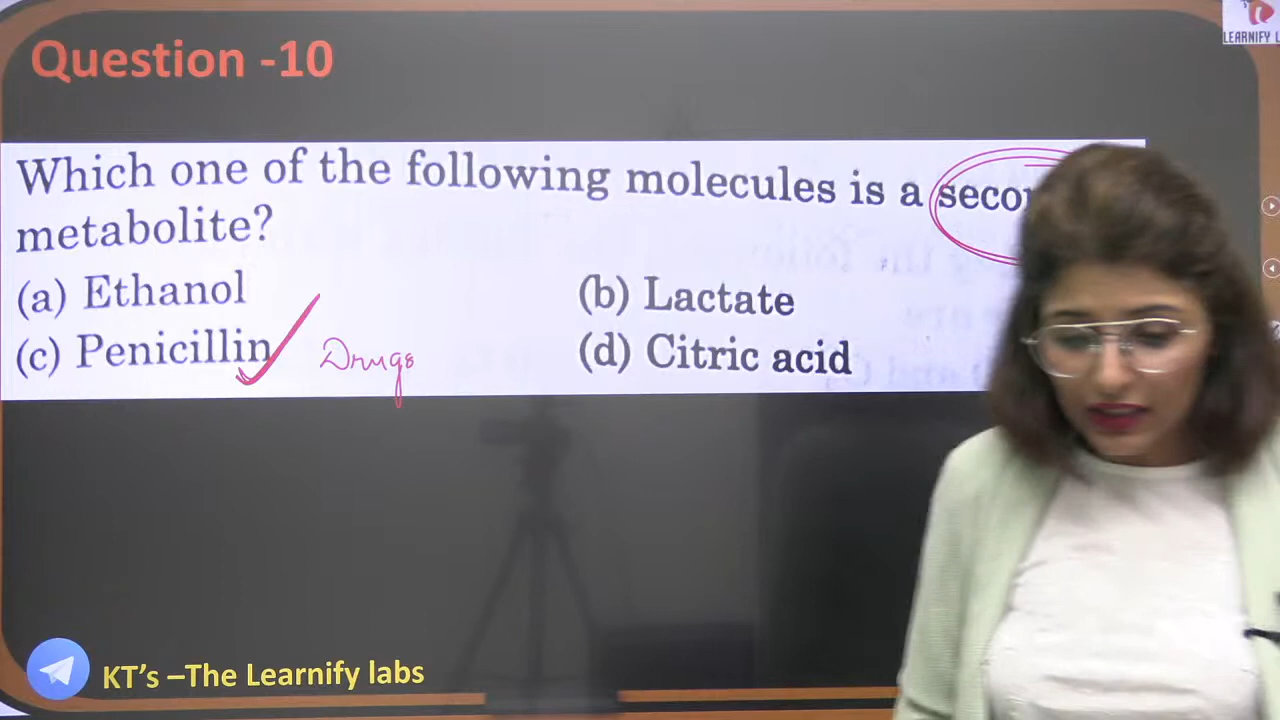 LEARNIFY L
Question -10
Which one of the following molecules is a seco
metabolite?
(a) Ethanol
(b) Lactate
(c) Penicillin
Drugs
(d) Citric acid
KT’s –The Learnify labs